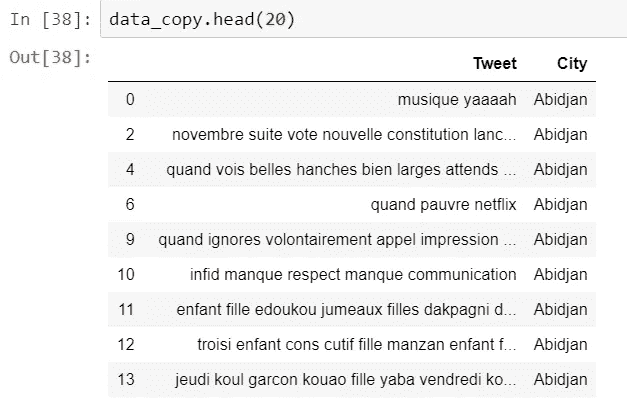 In [38]: data_copy.head(20)
Out[38]:
Tweet City
0 musique yaaaah Abidjan
2 novembre suite vote nouvelle constitution lanc... Abidjan
4 quand vois belles hanches bien larges attends ... Abidjan
6 quand pauvre netflix Abidjan
9 quand ignores volontairement appel impression ... Abidjan
10 infid manque respect manque communication Abidjan
11 enfant fille edoukou jumeaux filles dakpagni d... Abidjan
12 troisi enfant cons cutif fille manzan enfant f... Abidjan
13 jeudi koul garcon kouao fille yaba vendredi ko... Abidjan